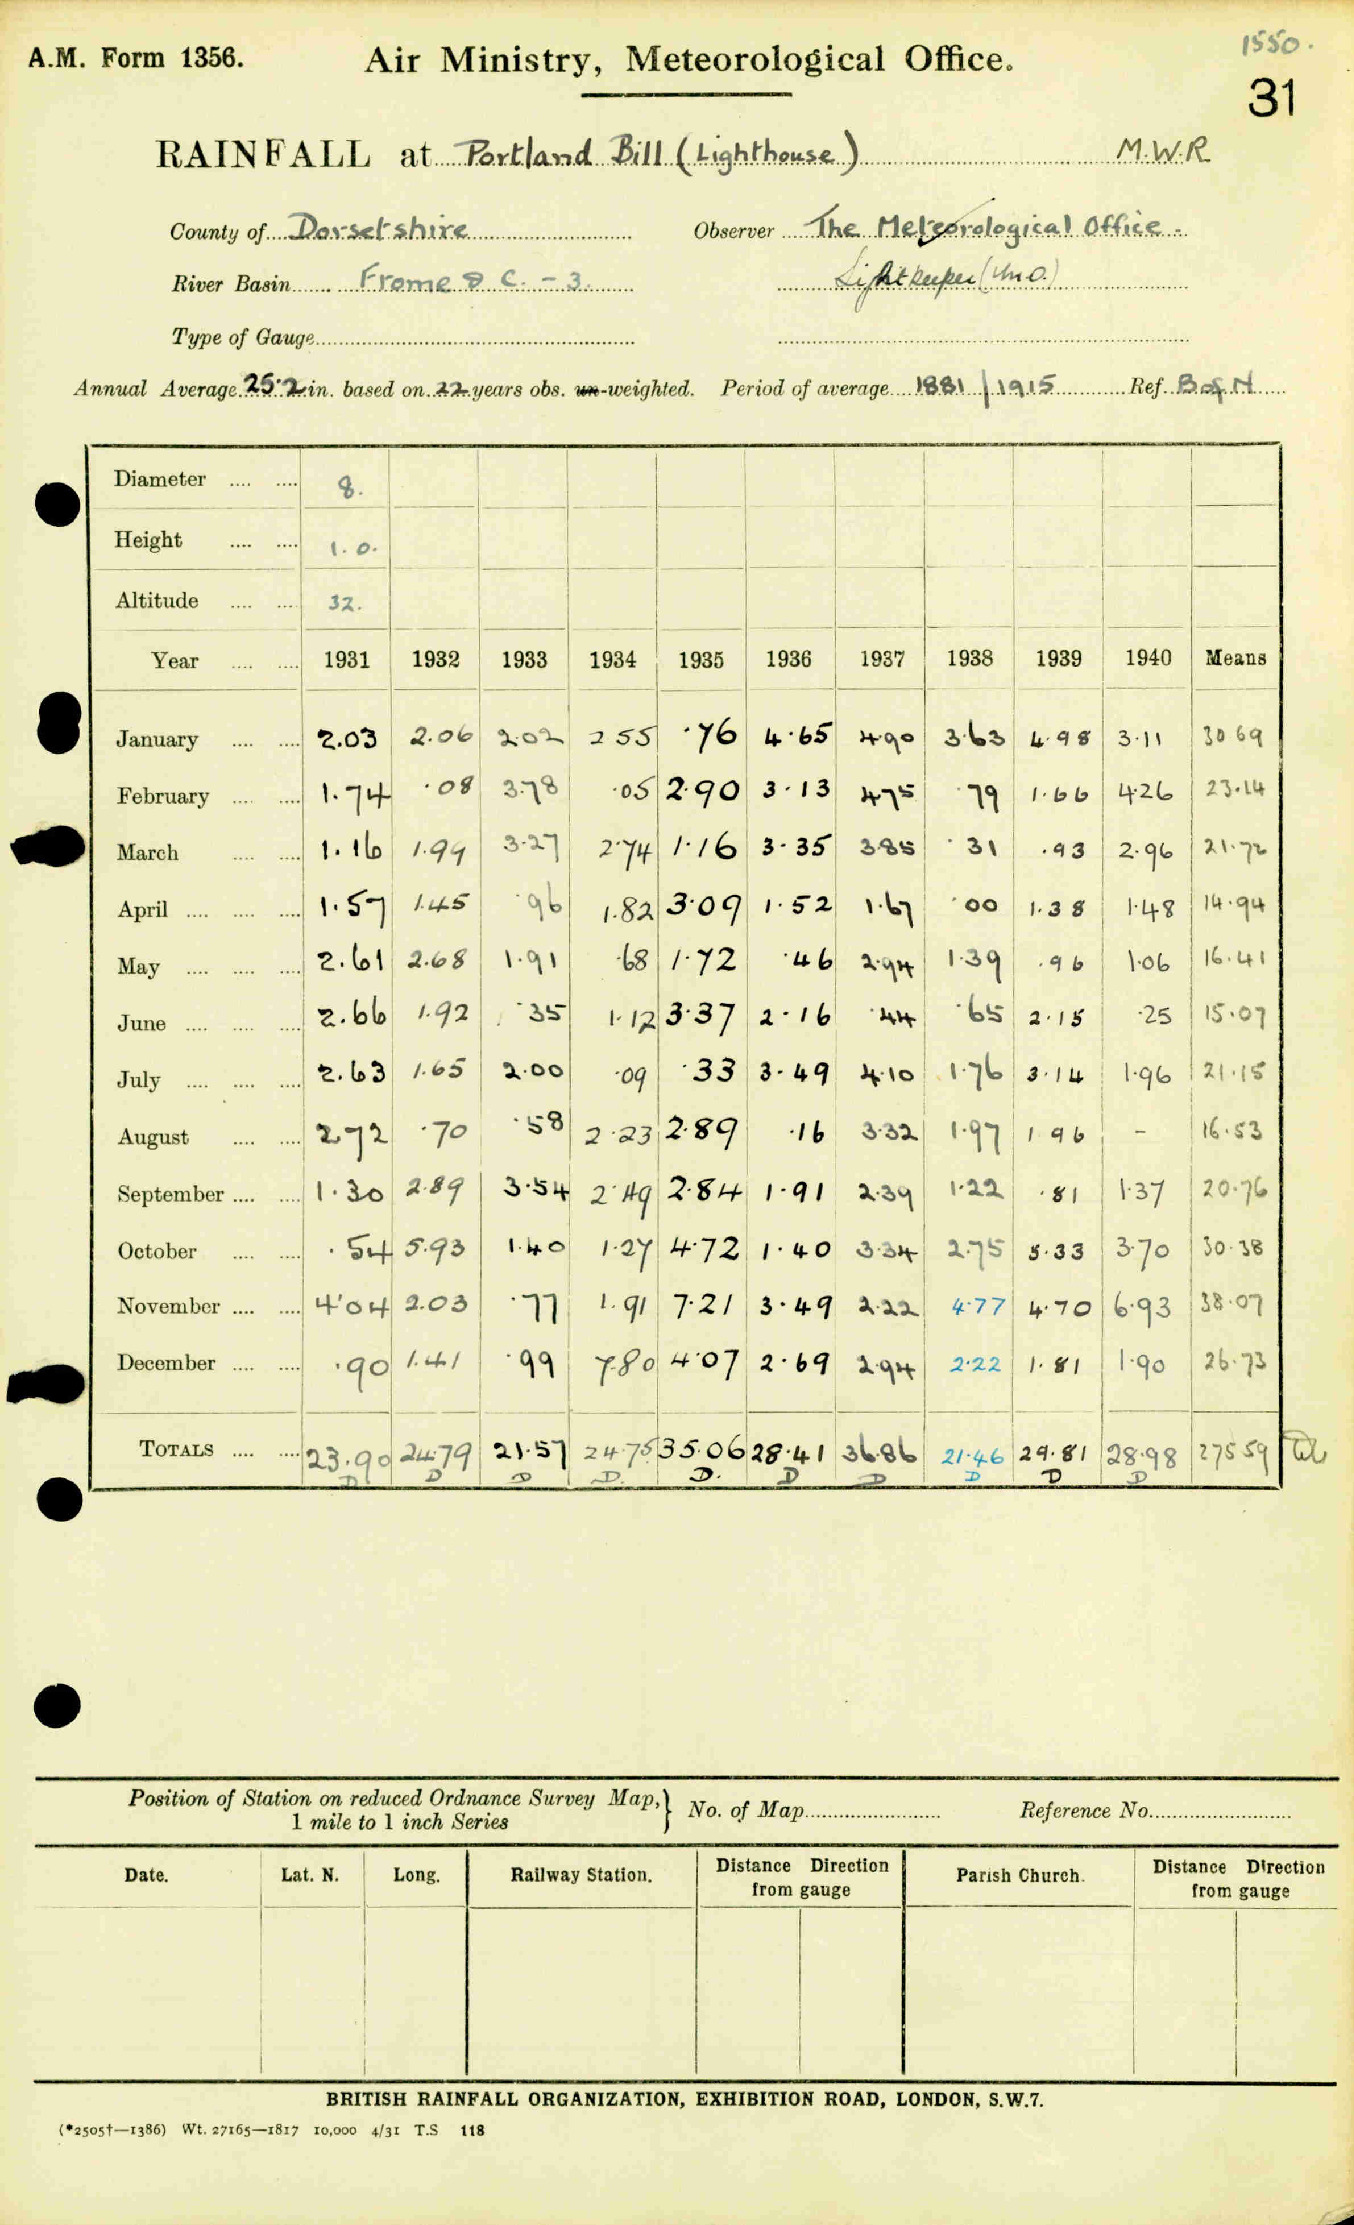 1550.
A.M. Form 1356. Air Ministry, Meteorological Office.
31
RAINFALL at Portland Bill (Lighthouse) M.W.R
County of Dorsetshire Observer The Meteorological Office.
River Basin Frome & C. - 3. Lightkeeper
Type of Gauge
Annual Average 25.2 in. based on 22 years obs. un-weighted. Period of average 1881 / 1915 Ref. B of N
Diameter 8.
Height 1.0.
Altitude 32.
Year 1931 1932 1933 1934 1935 1936 1937 1938 1939 1940 Means
January 2.03 2.06 2.02 2 55 .76 4.65 4.90 3.63 4.98 3.11 30 69
February 1.74 .08 3.78 .05 2.90 3.13 4.75 .79 1.66 4.26 23.14
March 1.16 1.99 3.27 2.74 1.16 3.35 3.85 .31 .93 2.96 21.72
April 1.57 1.45 .96 1.82 3.09 1.52 1.67 .00 1.38 1.48 14.94
May 2.61 2.68 1.91 .68 1.72 .46 2.94 1.39 .96 1.06 16.41
June 2.66 1.92 .35 1.12 3.37 2.16 .44 .65 2.15 .25 15.07
July 2.63 1.65 2.00 .09 .33 3.49 4.10 1.76 3.14 1.96 21.15
August 2.72 .70 .58 2.23 2.89 .16 3.32 1.97 1 96 - 16.53
September 1.30 2.89 3.54 2.49 2.84 1.91 2.39 1.22 .81 1.37 20.76
October .54 5.93 1.40 1.27 4.72 1.40 3.34 2.75 5.33 3.70 30.38
November 4.04 2.03 .77 1.91 7.21 3.49 2.22 4.77 4.70 6.93 38.07
December .90 1.41 .99 7.80 4.07 2.69 2.94 2.22 1.81 1.90 26.73
TOTALS 23.90 24.79 21.57 24.75 35.06 28.41 36.86 21.46 29.81 28.98 275 59
D D D D. D. D D D D D
Position of Station on reduced Ordnance Survey Map, 1 mile to 1 inch Series } No. of Map Reference No.
Date. Lat. N. Long. Railway Station. Distance Direction from gauge Parish Church. Distance Direction from gauge
BRITISH RAINFALL ORGANIZATION, EXHIBITION ROAD, LONDON, S.W.7.
(*2505†—1386) Wt. 27165—1817 10,000 4/31 T.S 118